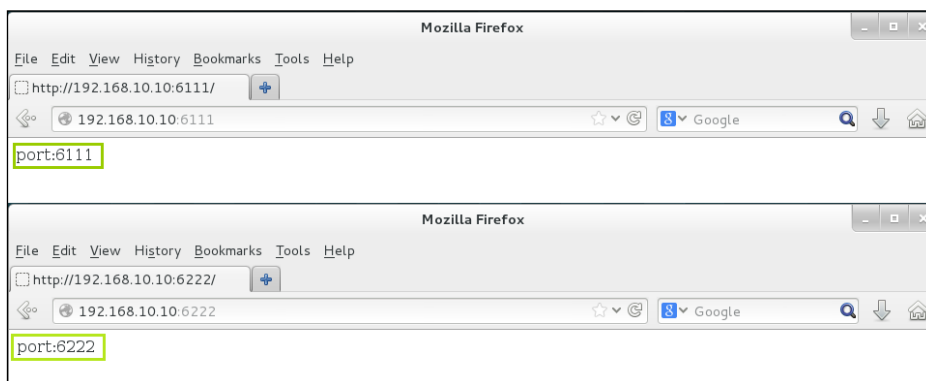 Mozilla Firefox
File Edit View History Bookmarks Tools Help
http://192.168.10.10:6111/
192.168.10.10:6111 Google
port:6111
Mozilla Firefox
File Edit View History Bookmarks Tools Help
http://192.168.10.10:6222/
192.168.10.10:6222 Google
port:6222